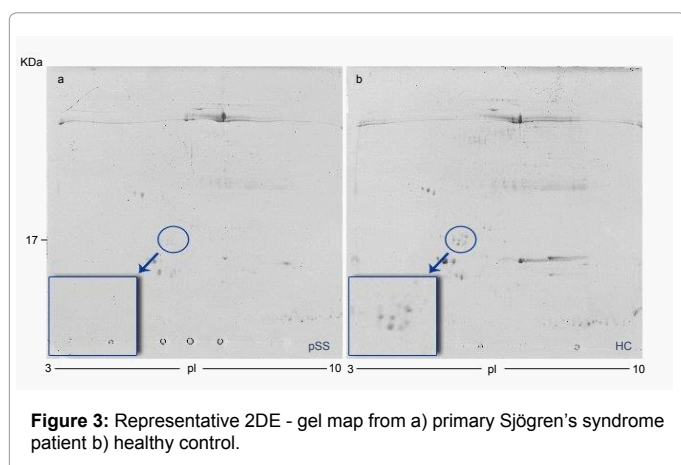 KDa
a
b
17
pSS
HC
3 pI 10
3 pI 10
Figure 3: Representative 2DE - gel map from a) primary Sjögren's syndrome
patient b) healthy control.